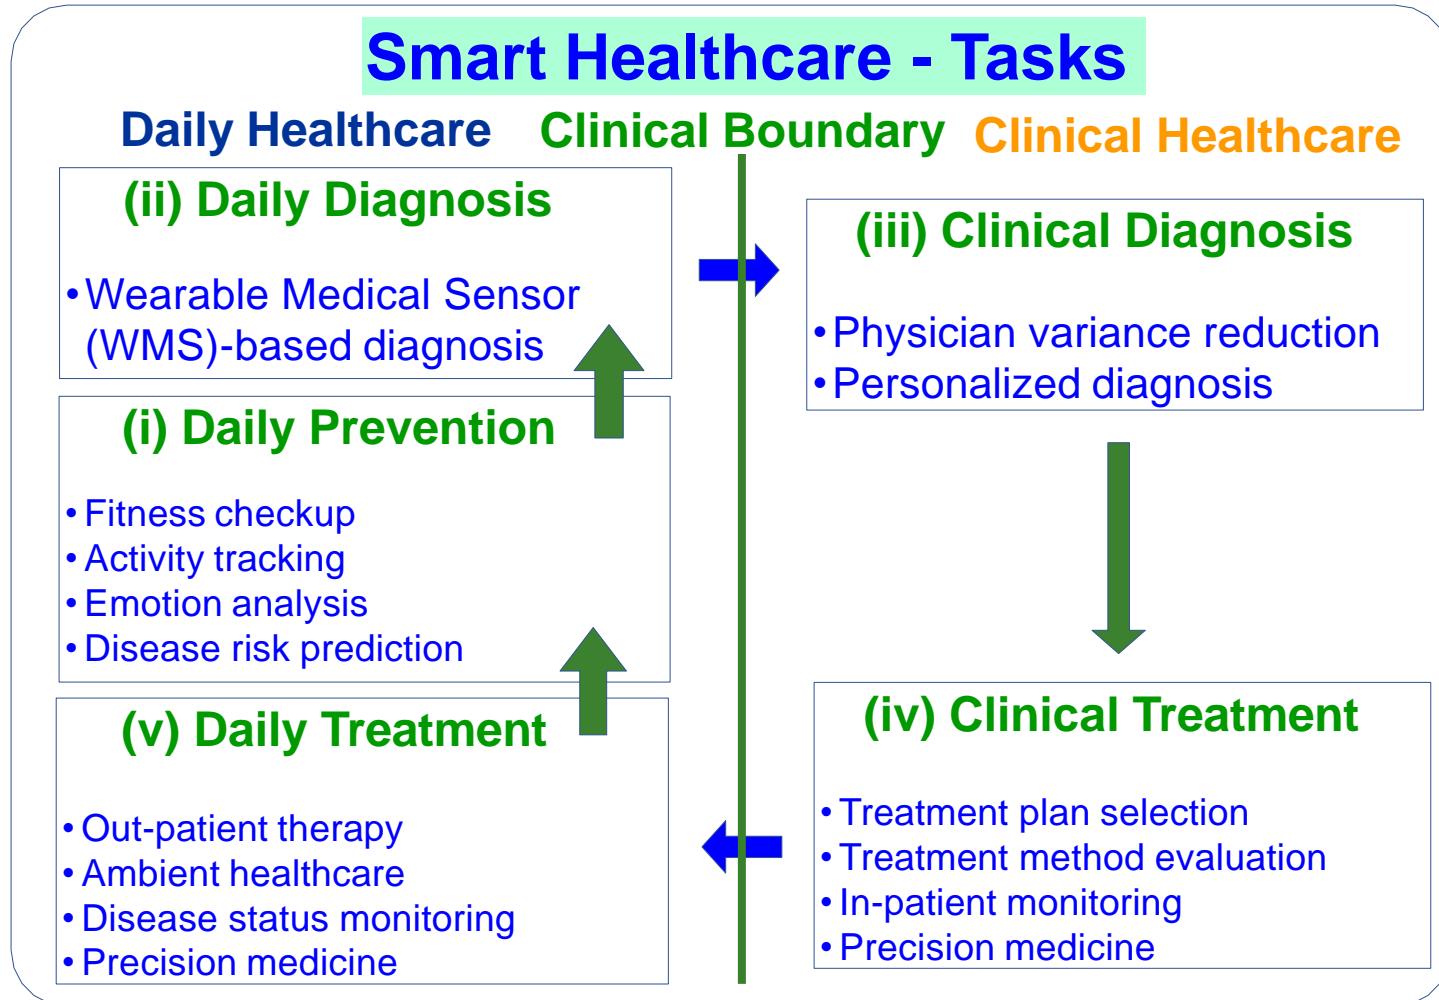 Smart Healthcare - Tasks
Daily Healthcare
Clinical Boundary
Clinical Healthcare
(ii) Daily Diagnosis
•Wearable Medical Sensor
(WMS)-based diagnosis
(i) Daily Prevention
• Fitness checkup
• Activity tracking
• Emotion analysis
• Disease risk prediction
(v) Daily Treatment
• Out-patient therapy
• Ambient healthcare
• Disease status monitoring
• Precision medicine
(iii) Clinical Diagnosis
•Physician variance reduction
•Personalized diagnosis
(iv) Clinical Treatment
• Treatment plan selection
• Treatment method evaluation
• In-patient monitoring
• Precision medicine